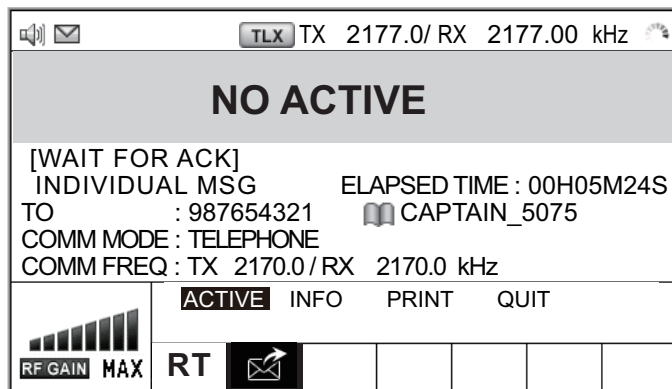 TLX TX 2177.0/ RX 2177.00 kHz
NO ACTIVE
[WAIT FOR ACK]
INDIVIDUAL MSG ELAPSED TIME : 00H05M24S
TO : 987654321 CAPTAIN_5075
COMM MODE : TELEPHONE
COMM FREQ : TX 2170.0 / RX 2170.0 kHz
ACTIVE INFO PRINT QUIT
RF GAIN MAX RT